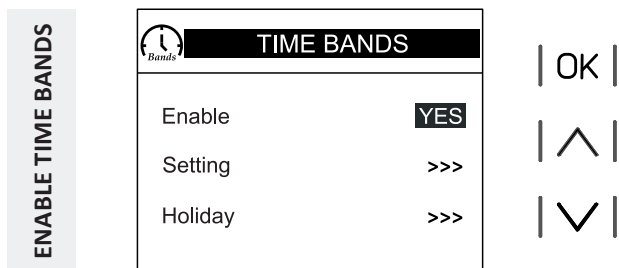 ENABLE TIME BANDS
Bands
TIME BANDS
Enable YES
Setting >>>
Holiday >>>
OK